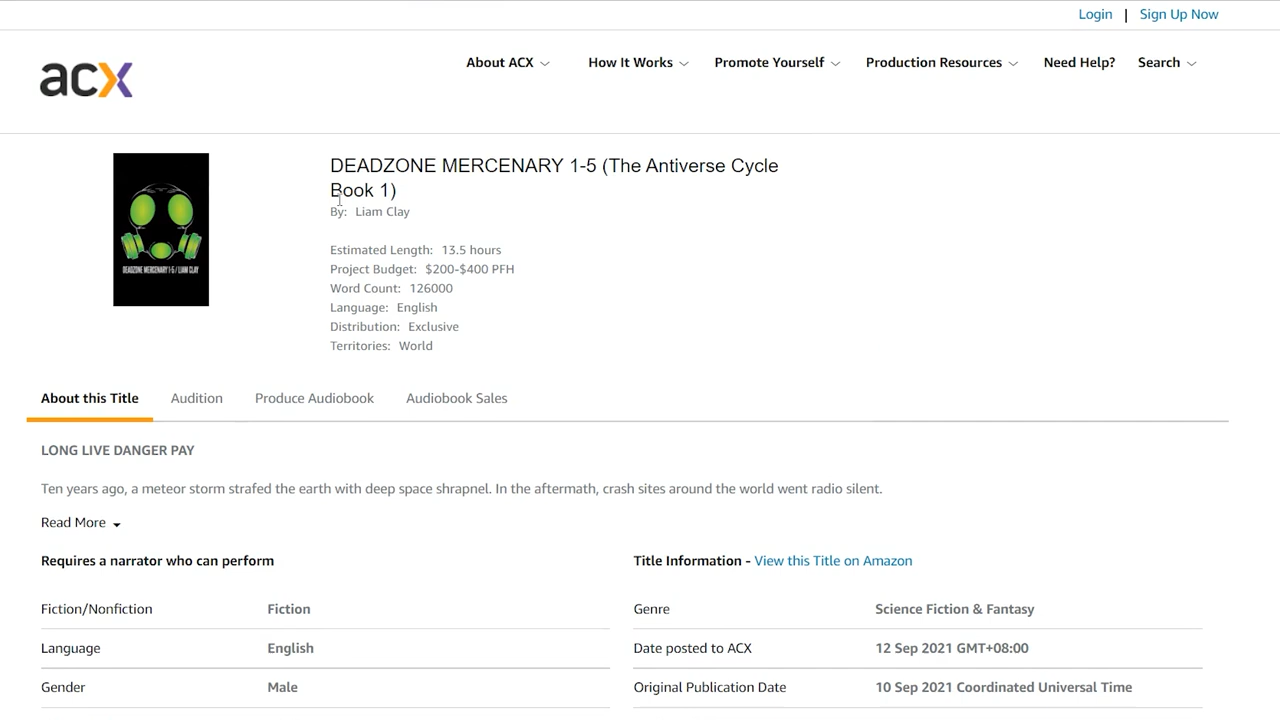 Login | Sign Up Now
acx
About ACX How It Works Promote Yourself Production Resources Need Help? Search
DEADZONE MERCENARY 1-5 (The Antiverse Cycle
Book 1)
By: Liam Clay
DEADZONE MERCENARY 1-5 / LIAM CLAY
Estimated Length: 13.5 hours
Project Budget: $200-$400 PFH
Word Count: 126000
Language: English
Distribution: Exclusive
Territories: World
About this Title Audition Produce Audiobook Audiobook Sales
LONG LIVE DANGER PAY
Ten years ago, a meteor storm strafed the earth with deep space shrapnel. In the aftermath, crash sites around the world went radio silent.
Read More
Requires a narrator who can perform
Fiction/Nonfiction Fiction
Language English
Gender Male
Title Information - View this Title on Amazon
Genre Science Fiction & Fantasy
Date posted to ACX 12 Sep 2021 GMT+08:00
Original Publication Date 10 Sep 2021 Coordinated Universal Time